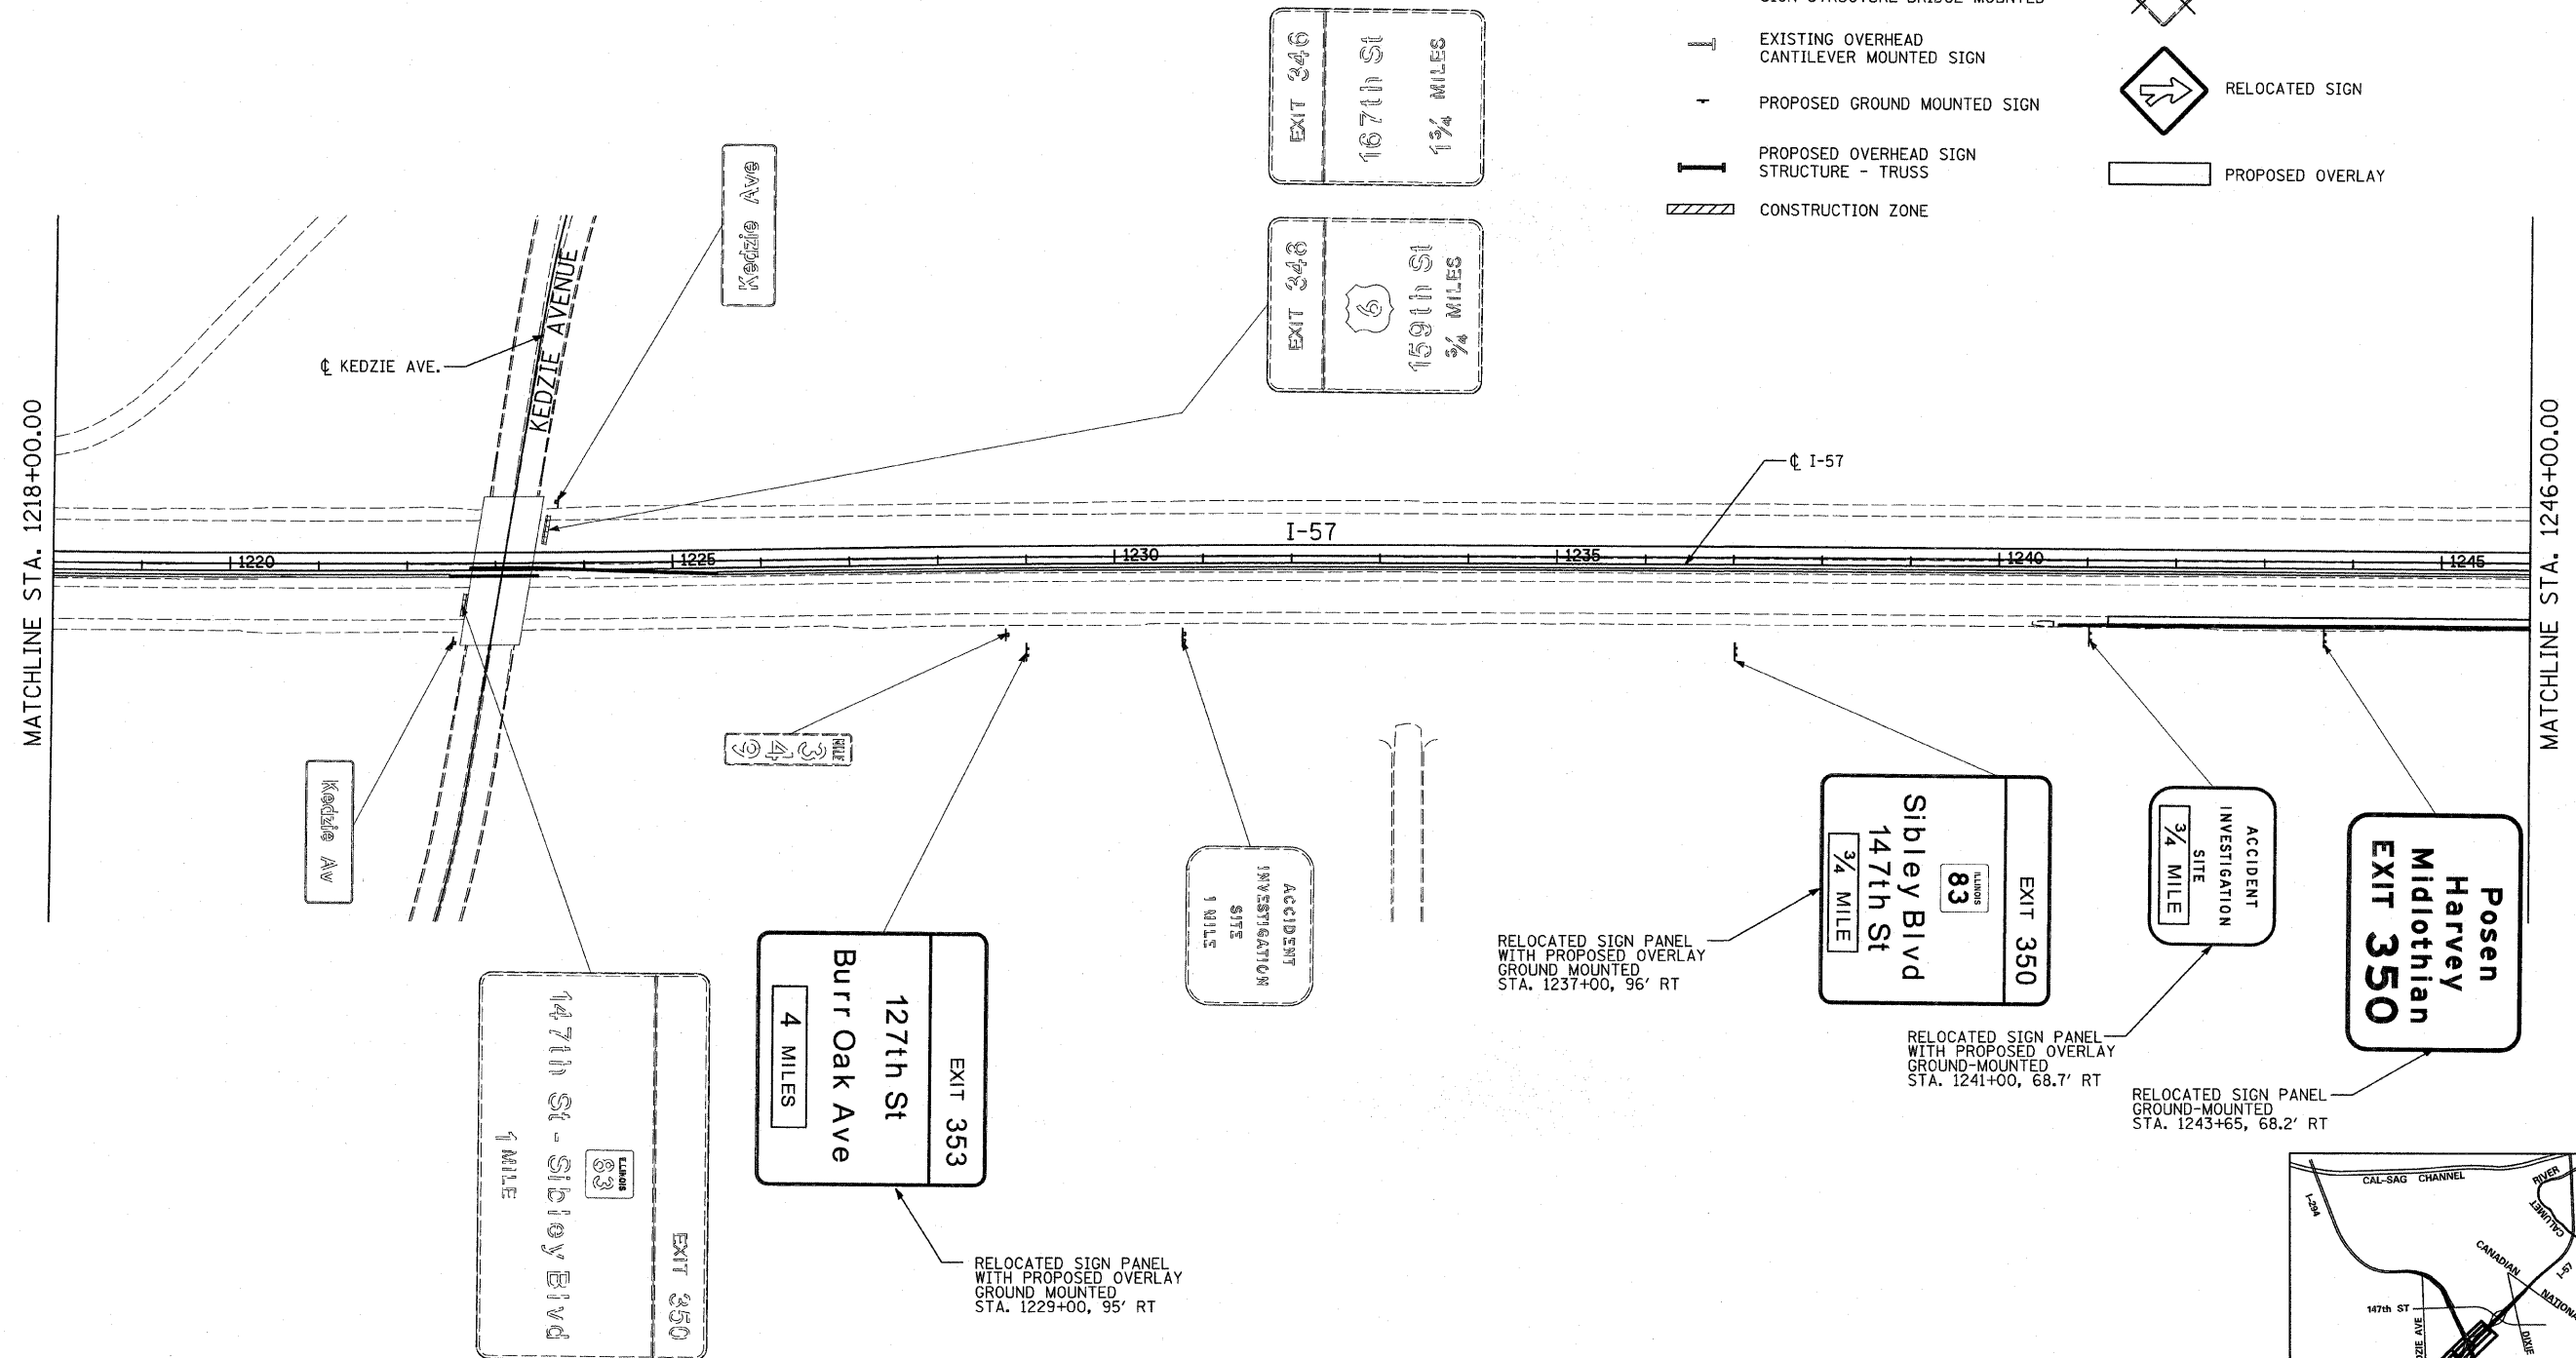 EXISTING OVERHEAD
CANTILEVER MOUNTED SIGN
PROPOSED GROUND MOUNTED SIGN
PROPOSED OVERHEAD SIGN
STRUCTURE - TRUSS
CONSTRUCTION ZONE
RELOCATED SIGN
PROPOSED OVERLAY
EXIT 346
167th St
1 3/4 MILES
EXIT 348
6
159th St
3/4 MILES
Kedzie Ave
KEDZIE AVENUE
℄ KEDZIE AVE.
MATCHLINE STA. 1218+00.00
MATCHLINE STA. 1246+00.00
℄ I-57
I-57
1220
1225
1230
1235
1240
1245
Kedzie Av
MILE
349
EXIT 350
ILLINOIS
83
147th St - Sibley Blvd
1 MILE
EXIT 353
127th St
Burr Oak Ave
4 MILES
RELOCATED SIGN PANEL
WITH PROPOSED OVERLAY
GROUND MOUNTED
STA. 1229+00, 95' RT
ACCIDENT
INVESTIGATION
SITE
1 MILE
EXIT 350
ILLINOIS
83
Sibley Blvd
147th St
3/4 MILE
RELOCATED SIGN PANEL
WITH PROPOSED OVERLAY
GROUND MOUNTED
STA. 1237+00, 96' RT
ACCIDENT
INVESTIGATION
SITE
3/4 MILE
RELOCATED SIGN PANEL
WITH PROPOSED OVERLAY
GROUND-MOUNTED
STA. 1241+00, 68.7' RT
Posen
Harvey
Midlothian
EXIT 350
RELOCATED SIGN PANEL
GROUND-MOUNTED
STA. 1243+65, 68.2' RT
CAL-SAG CHANNEL
RIVER
CALUMET
I-294
CANADIAN
I-57
147th ST
DIXIE